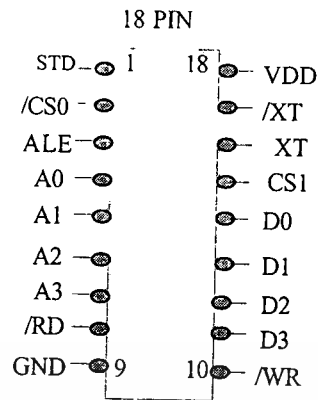 18 PIN
STD 1 18 VDD
/CS0 /XT
ALE XT
A0 CS1
A1 D0
A2 D1
A3 D2
/RD D3
GND 9 10 /WR